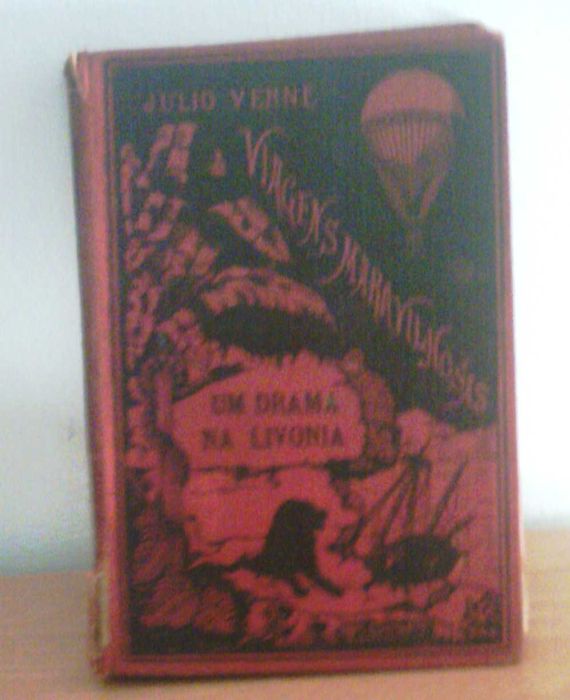 JULIO VERNE
VIAGENS MARAVILHOSAS
UM DRAMA
NA LIVONIA